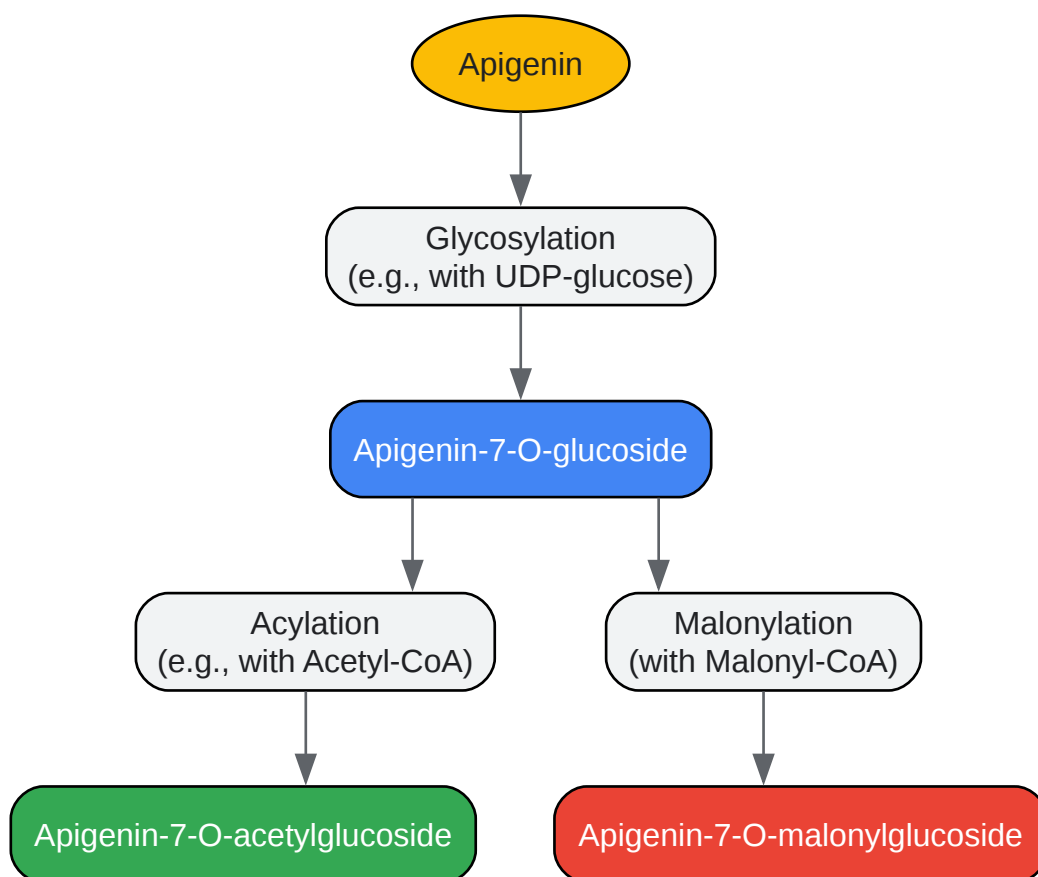 Apigenin
Glycosylation
(e.g., with UDP-glucose)
Apigenin-7-O-glucoside
Acylation
(e.g., with Acetyl-CoA)
Malonylation
(with Malonyl-CoA)
Apigenin-7-O-acetylglucoside
Apigenin-7-O-malonylglucoside